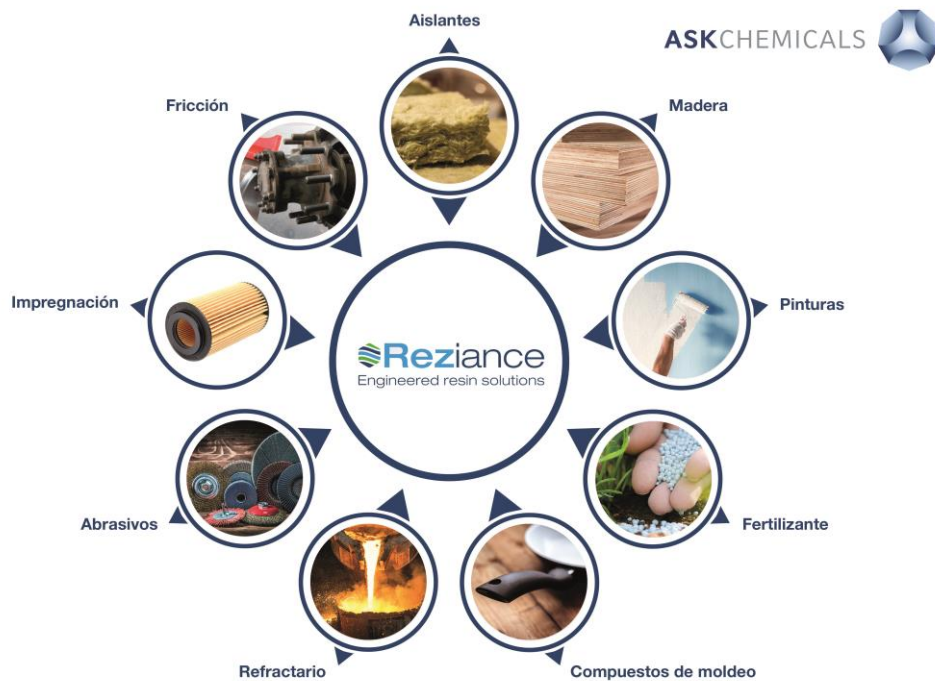 Aislantes
ASKCHEMICALS
Fricción
Madera
Impregnación
Pinturas
Reziance
Engineered resin solutions
Abrasivos
Fertilizante
Refractario
Compuestos de moldeo